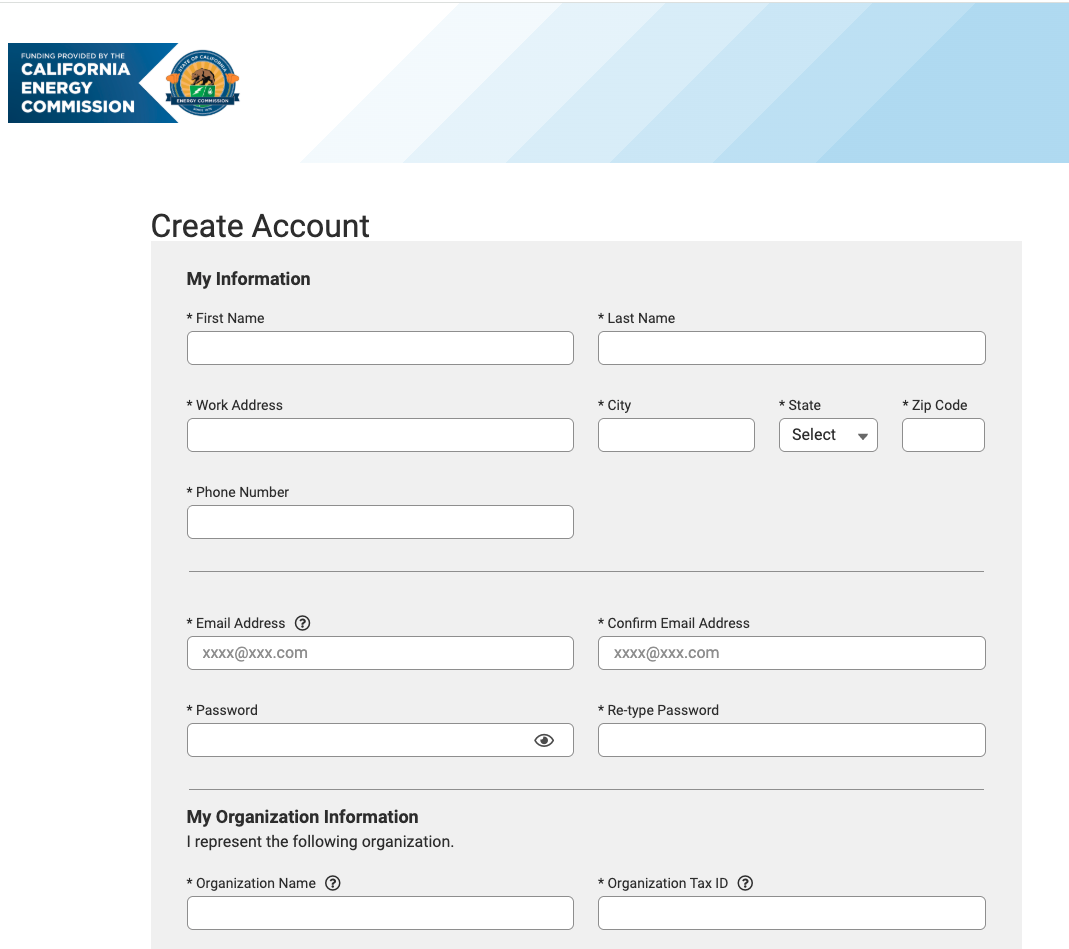 FUNDING PROVIDED BY THE
CALIFORNIA
ENERGY
COMMISSION
STATE OF CALIFORNIA
ENERGY COMMISSION
Create Account
My Information
* First Name
* Last Name
* Work Address
* City
* State
* Zip Code
Select
* Phone Number
* Email Address ?
* Confirm Email Address
xxxx@xxx.com
xxxx@xxx.com
* Password
* Re-type Password
My Organization Information
I represent the following organization.
* Organization Name ?
* Organization Tax ID ?